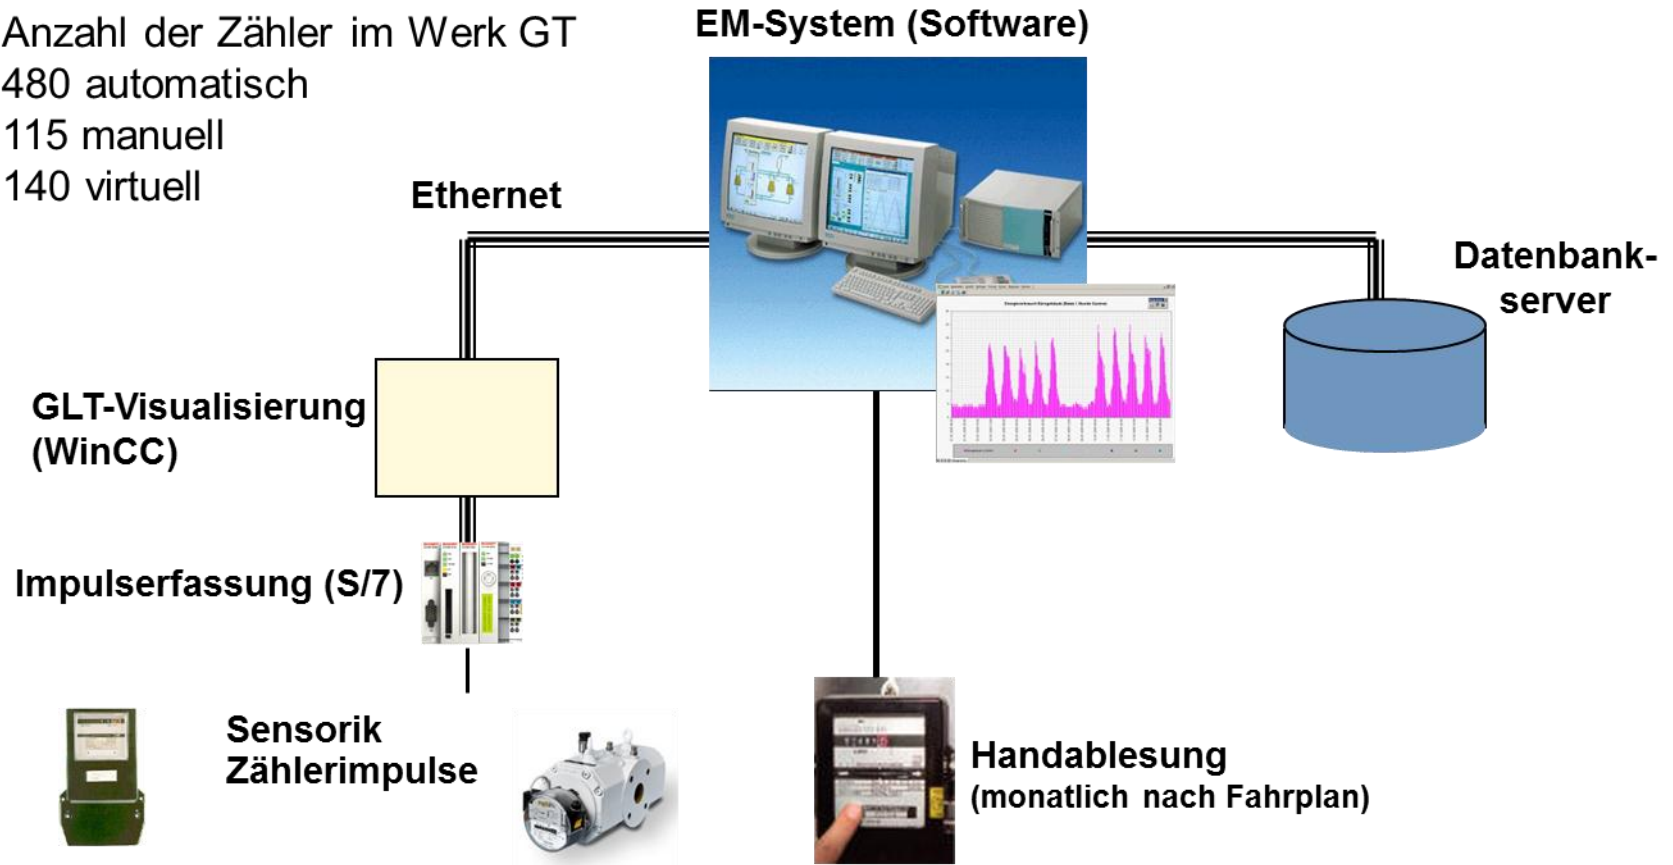 Anzahl der Zähler im Werk GT
480 automatisch
115 manuell
140 virtuell
EM-System (Software)
Ethernet
Datenbank-
server
GLT-Visualisierung
(WinCC)
Impulserfassung (S/7)
Sensorik
Zählerimpulse
Handablesung
(monatlich nach Fahrplan)